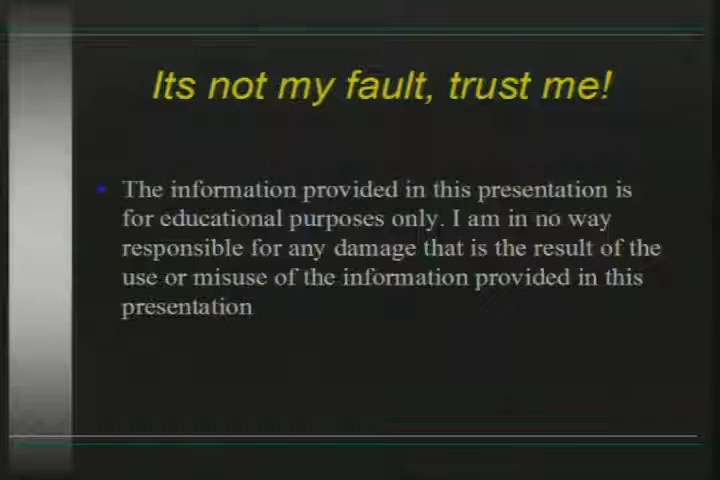 Its not my fault, trust me!
• The information provided in this presentation is
for educational purposes only. I am in no way
responsible for any damage that is the result of the
use or misuse of the information provided in this
presentation